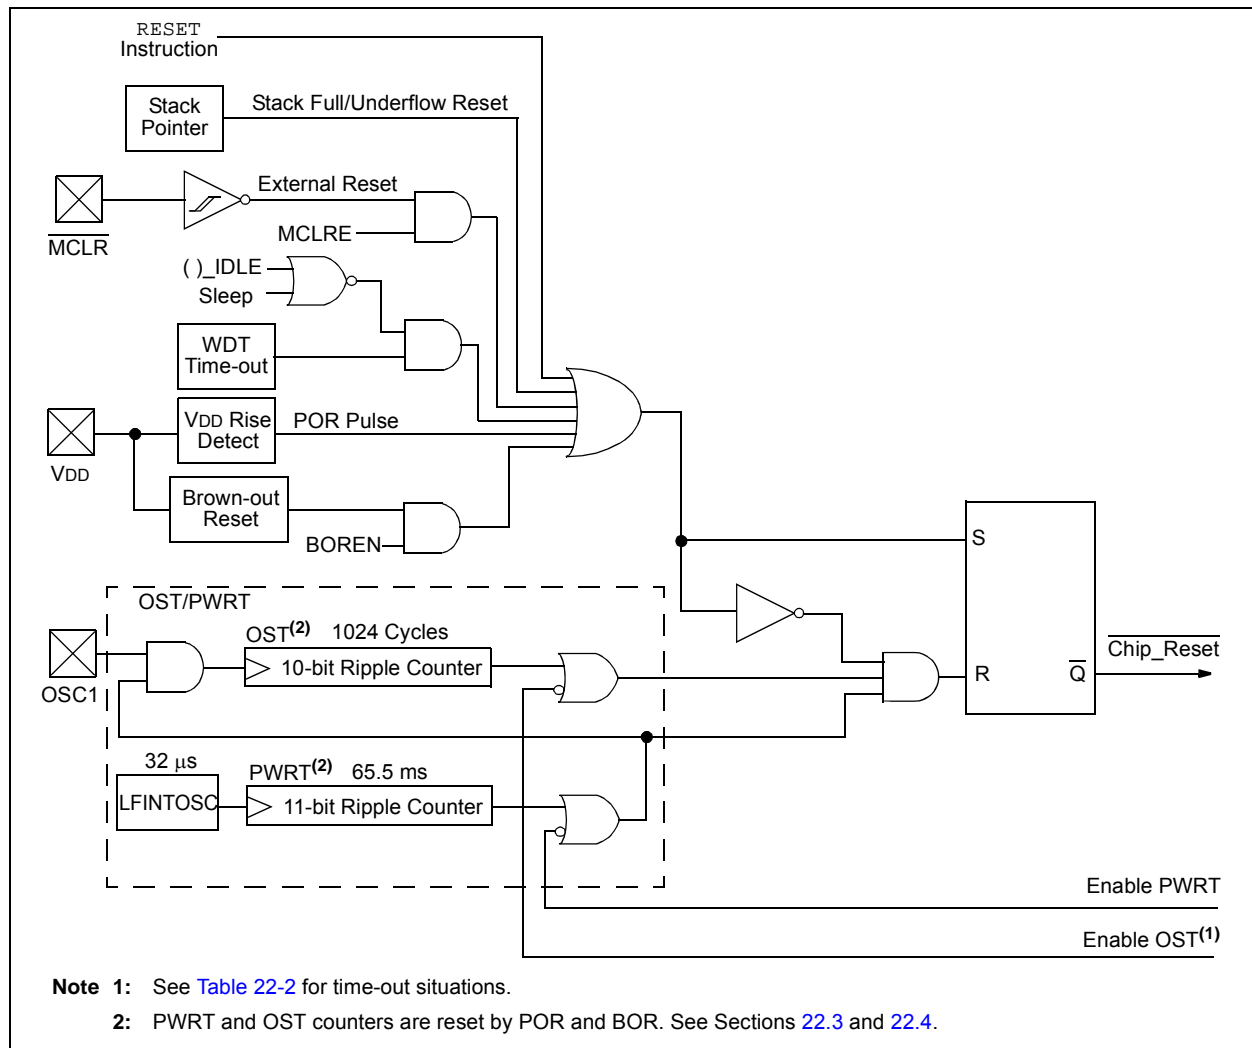 RESET
Instruction
Stack
Pointer
Stack Full/Underflow Reset
External Reset
MCLR
MCLRE
( )_IDLE
Sleep
WDT
Time-out
VDD Rise
Detect
POR Pulse
VDD
Brown-out
Reset
BOREN
S
OST/PWRT
OST(2) 1024 Cycles
10-bit Ripple Counter
OSC1
R
Q
Chip_Reset
32 μs
LFINTOSC
PWRT(2) 65.5 ms
11-bit Ripple Counter
Enable PWRT
Enable OST(1)
Note 1: See Table 22-2 for time-out situations.
2: PWRT and OST counters are reset by POR and BOR. See Sections 22.3 and 22.4.